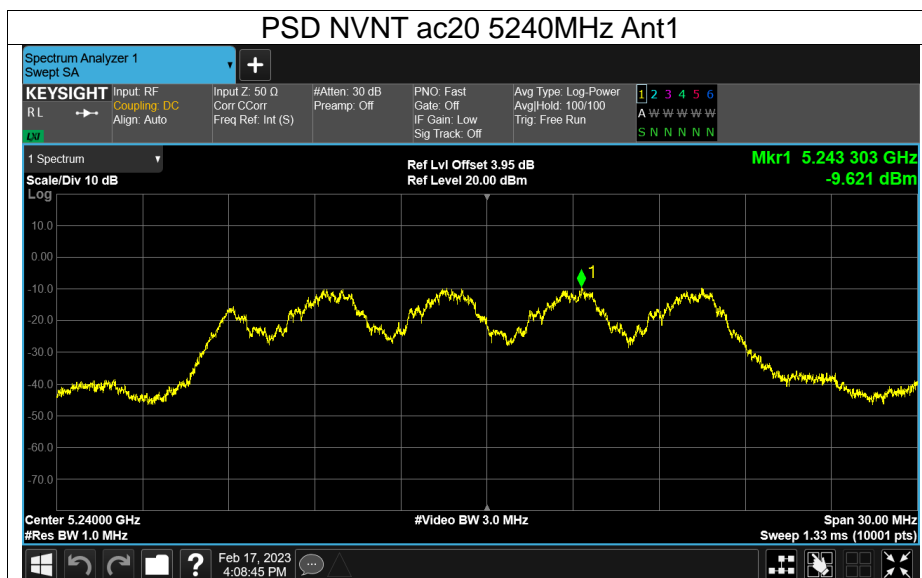 PSD NVNT ac20 5240MHz Ant1
Spectrum Analyzer 1
Swept SA
+
KEYSIGHT
R L
LXI
Input: RF
Coupling: DC
Align: Auto
Input Z: 50 Ω
Corr CCorr
Freq Ref: Int (S)
#Atten: 30 dB
Preamp: Off
PNO: Fast
Gate: Off
IF Gain: Low
Sig Track: Off
Avg Type: Log-Power
Avg|Hold: 100/100
Trig: Free Run
1 2 3 4 5 6
A W W W W W
S N N N N N
1 Spectrum
Scale/Div 10 dB
Log
Ref Lvl Offset 3.95 dB
Ref Level 20.00 dBm
Mkr1 5.243 303 GHz
-9.621 dBm
10.0
0.00
-10.0
-20.0
-30.0
-40.0
-50.0
-60.0
-70.0
1
Center 5.24000 GHz
#Res BW 1.0 MHz
#Video BW 3.0 MHz
Span 30.00 MHz
Sweep 1.33 ms (10001 pts)
?
Feb 17, 2023
4:08:45 PM